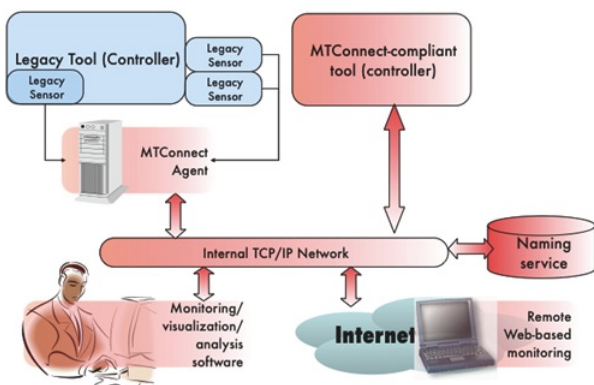 Legacy Tool (Controller)
Legacy
Sensor
Legacy
Sensor
Legacy
Sensor
MTConnect-compliant
tool (controller)
MTConnect
Agent
Internal TCP/IP Network
Naming
service
Monitoring/
visualization/
analysis
software
Internet
Remote
Web-based
monitoring